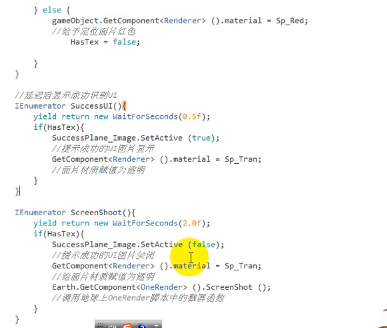 } else {
gameObject.GetComponent<Renderer> ().material = Sp_Red;
//给予定位面片红色
HasTex = false;
}
}
//延迟后显示成功识别UI
IEnumerator SuccessUI(){
yield return new WaitForSeconds(0.5f);
if(HasTex){
SuccessPlane_Image.SetActive (true);
//提示成功的UI图片显示
GetComponent<Renderer> ().material = Sp_Tran;
//面片材质赋值为透明
}
}
IEnumerator ScreenShoot(){
yield return new WaitForSeconds(2.0f);
if(HasTex){
SuccessPlane_Image.SetActive (false);
//提示成功的UI图片关闭
GetComponent<Renderer> ().material = Sp_Tran;
//给面片材质赋值为透明
Earth.GetComponent<OneRender> ().ScreenShot ();
//调用地球上OneRender脚本中的截屏函数
}
}